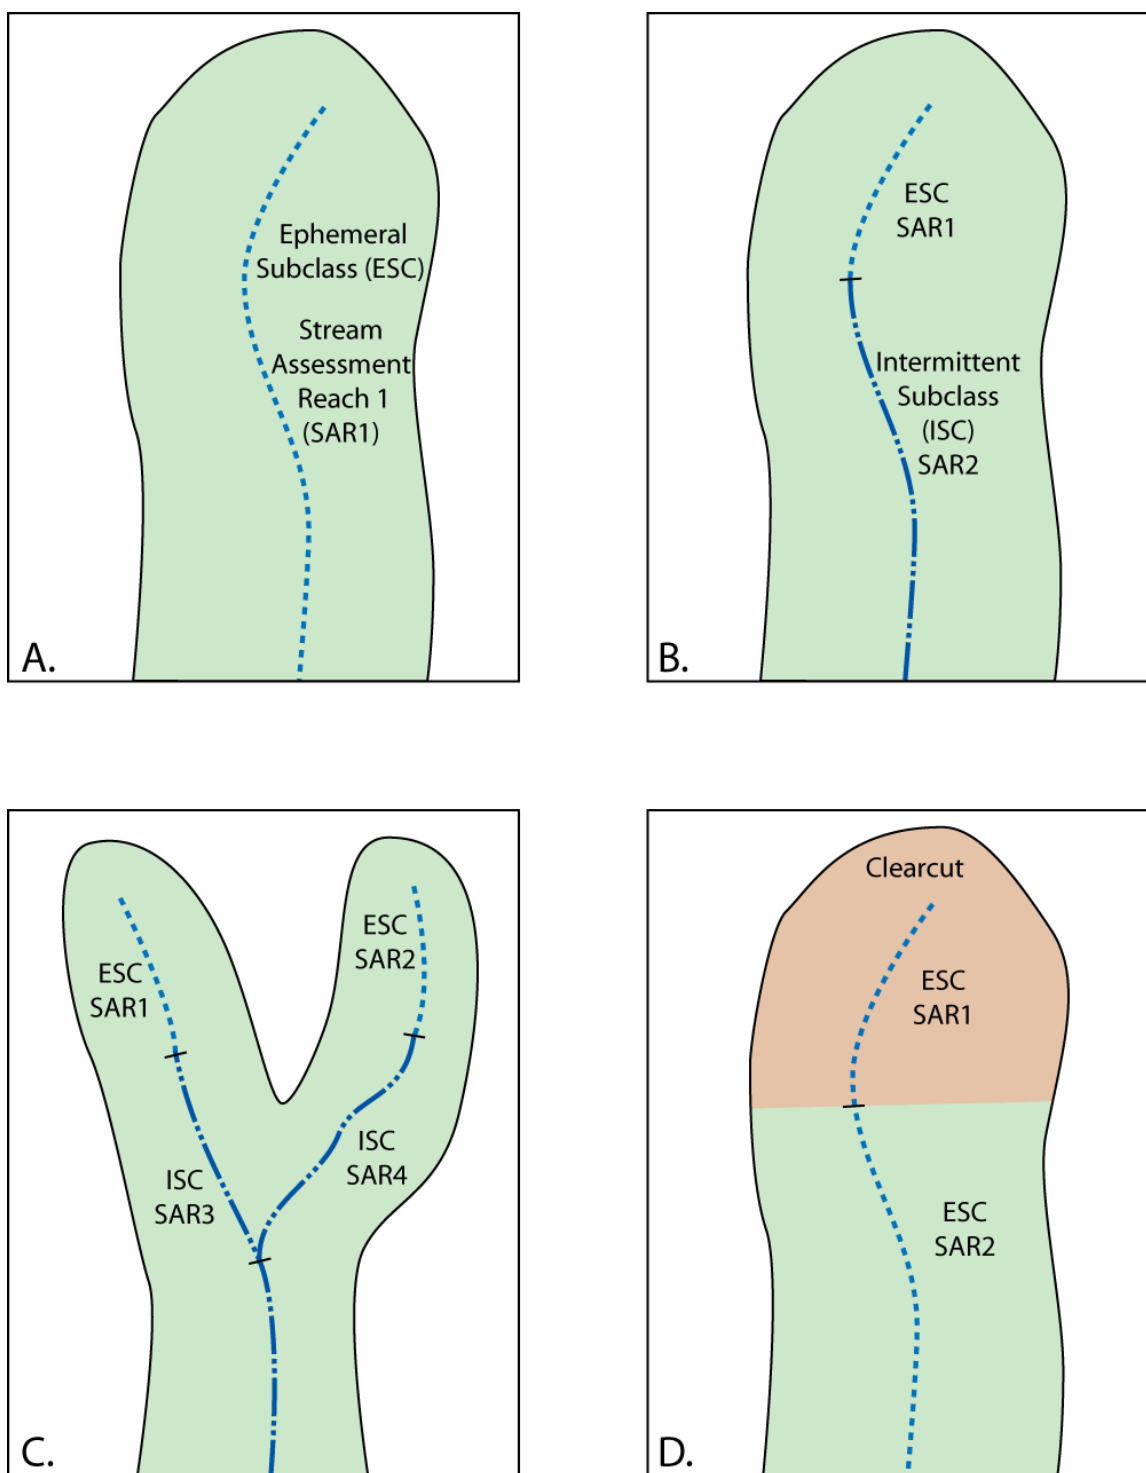 Ephemeral
Subclass (ESC)
Stream
Assessment
Reach 1
(SAR1)
A.
ESC
SAR1
Intermittent
Subclass
(ISC)
SAR2
B.
ESC
SAR1
ESC
SAR2
ISC
SAR3
ISC
SAR4
C.
Clearcut
ESC
SAR1
ESC
SAR2
D.